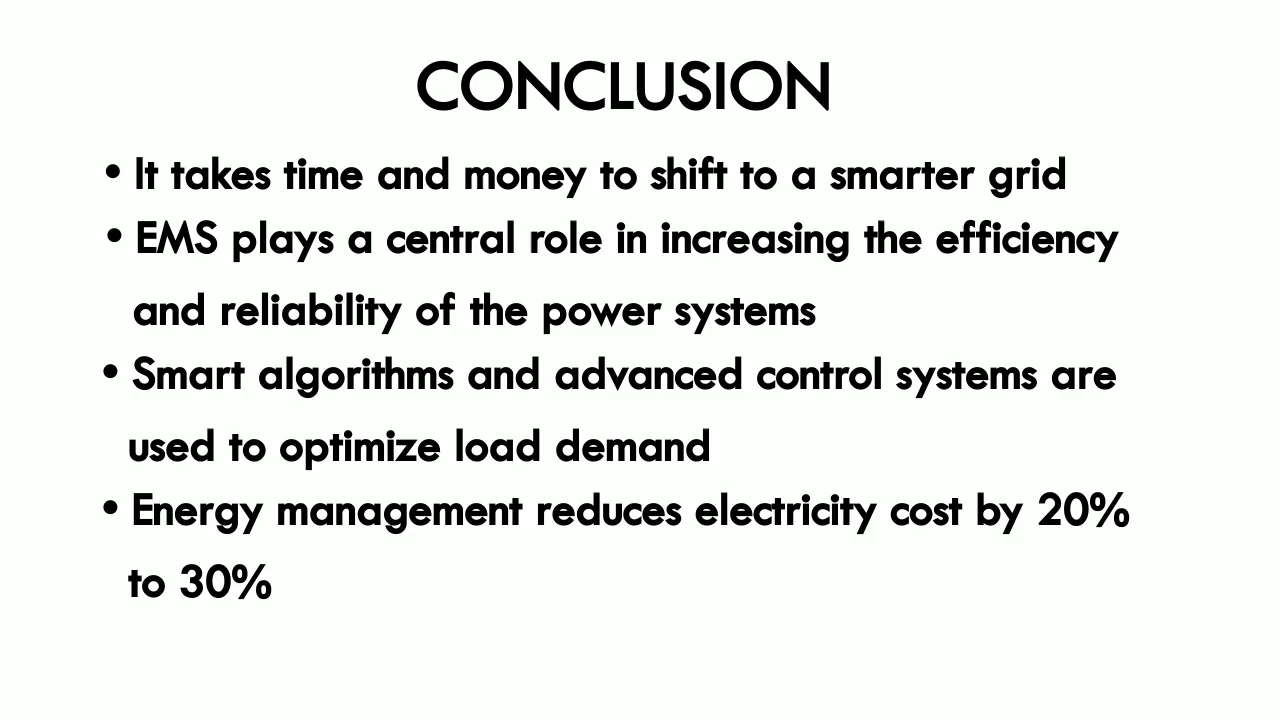 CONCLUSION
• It takes time and money to shift to a smarter grid
• EMS plays a central role in increasing the efficiency
and reliability of the power systems
• Smart algorithms and advanced control systems are
used to optimize load demand
• Energy management reduces electricity cost by 20%
to 30%